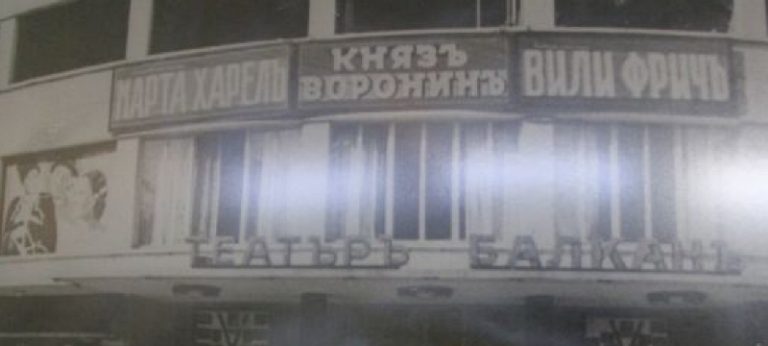 МАРТА ХАРЕЛЪ
КНЯЗЪ
ВОРОНИНЪ
ВИЛИ ФРИЧЪ
ТЕАТЪРЪ БАЛКАНЪ